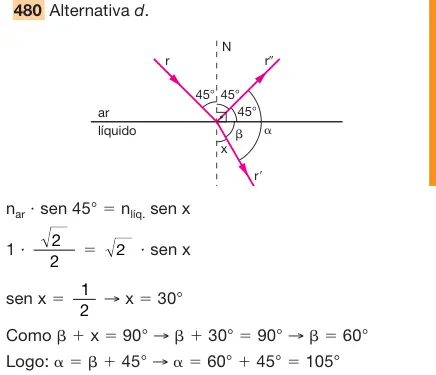 480 Alternativa d.
N
r r″
45° 45°
45°
ar
líquido β α
x
r′
n_ar · sen 45° = n_líq. sen x
1 · √2/2 = √2 · sen x
sen x = 1/2 → x = 30°
Como β + x = 90° → β + 30° = 90° → β = 60°
Logo: α = β + 45° → α = 60° + 45° = 105°